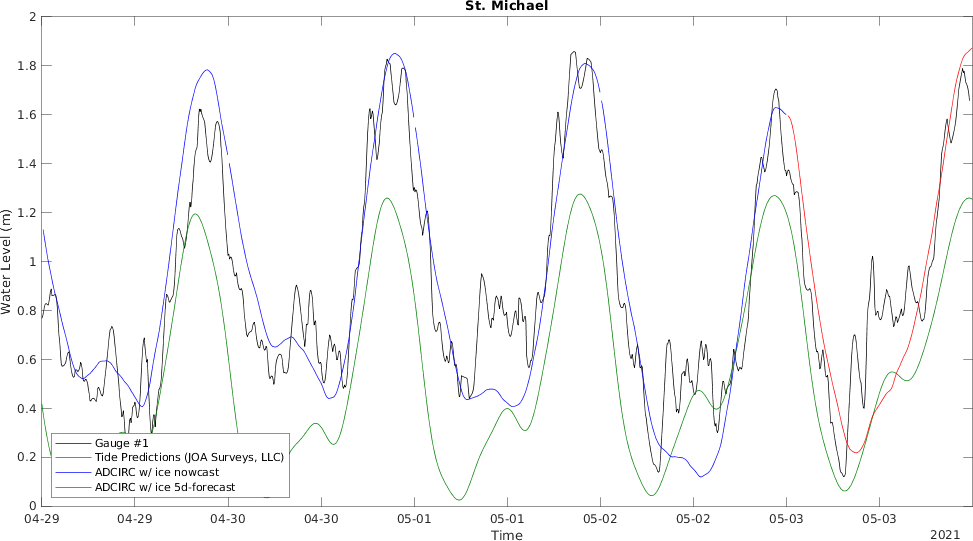 St. Michael
2
1.8
1.6
1.4
1.2
1
0.8
0.6
0.4
0.2
0
Water Level (m)
Gauge #1
Tide Predictions (JOA Surveys, LLC)
ADCIRC w/ ice nowcast
ADCIRC w/ ice 5d-forecast
04-29 04-29 04-30 04-30 05-01 05-01 05-02 05-02 05-03 05-03
Time
2021